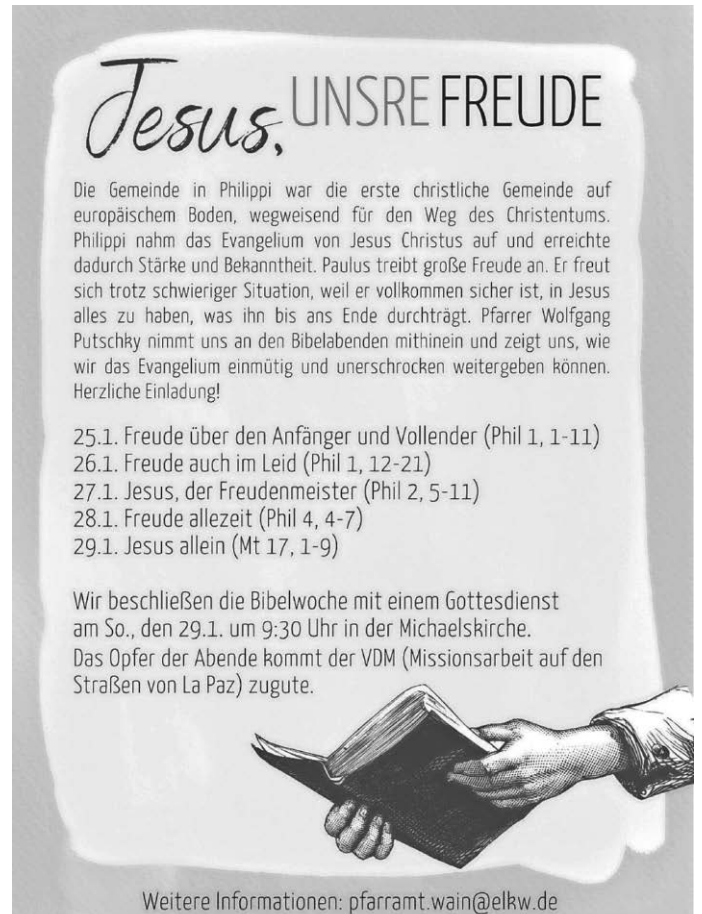 Jesus, UNSRE FREUDE
Die Gemeinde in Philippi war die erste christliche Gemeinde auf
europäischem Boden, wegweisend für den Weg des Christentums.
Philippi nahm das Evangelium von Jesus Christus auf und erreichte
dadurch Stärke und Bekanntheit. Paulus treibt große Freude an. Er freut
sich trotz schwieriger Situation, weil er vollkommen sicher ist, in Jesus
alles zu haben, was ihn bis ans Ende durchträgt. Pfarrer Wolfgang
Putschky nimmt uns an den Bibelabenden mithinein und zeigt uns, wie
wir das Evangelium einmütig und unerschrocken weitergeben können.
Herzliche Einladung!
25.1. Freude über den Anfänger und Vollender (Phil 1, 1-11)
26.1. Freude auch im Leid (Phil 1, 12-21)
27.1. Jesus, der Freudenmeister (Phil 2, 5-11)
28.1. Freude allezeit (Phil 4, 4-7)
29.1. Jesus allein (Mt 17, 1-9)
Wir beschließen die Bibelwoche mit einem Gottesdienst
am So., den 29.1. um 9:30 Uhr in der Michaelskirche.
Das Opfer der Abende kommt der VDM (Missionsarbeit auf den
Straßen von La Paz) zugute.
Weitere Informationen: pfarramt.wain@elkw.de